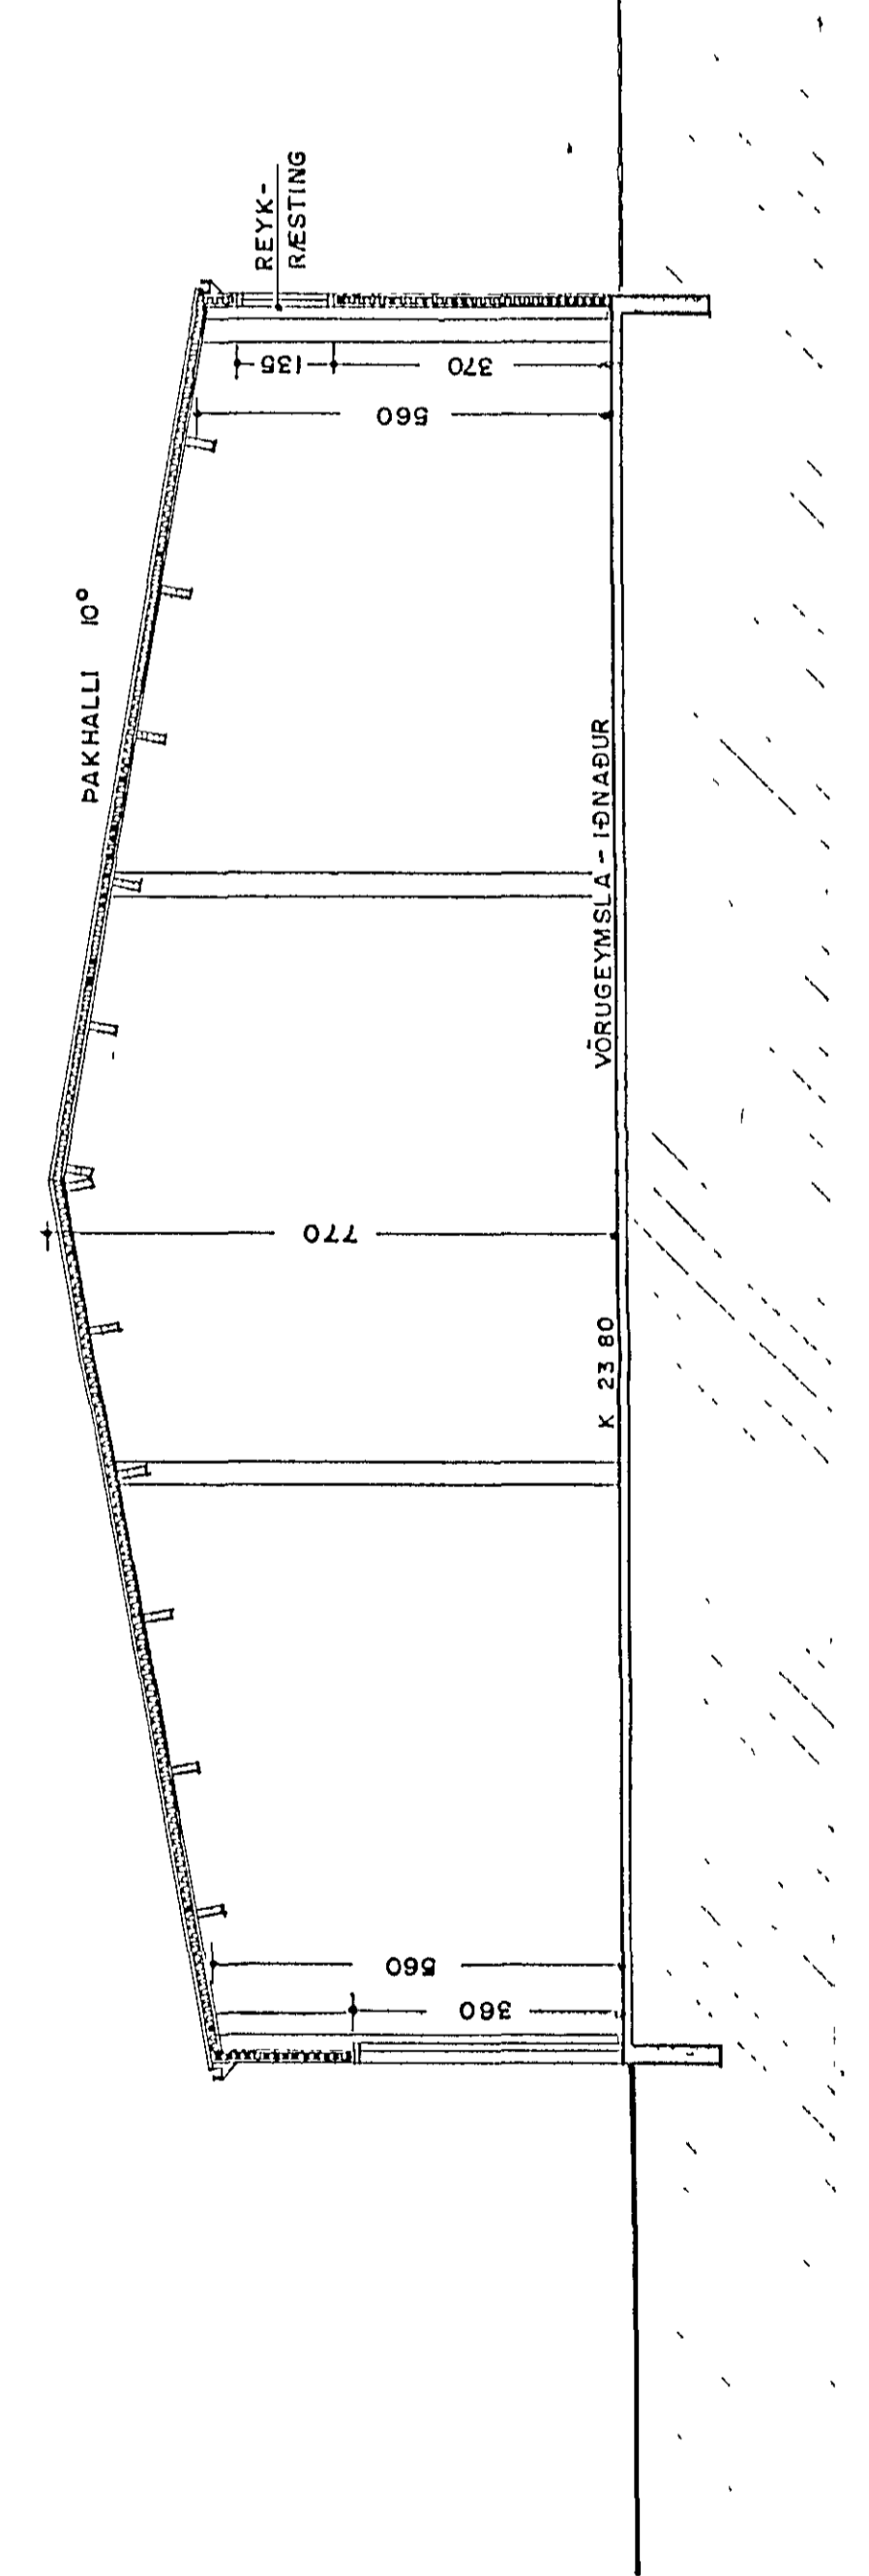 ÞAKHALLI 10°
REYK-
RÆSTING
135
370
560
770
560
360
VÖRUGEYMSLA - IÐNAÐUR
K 23 80